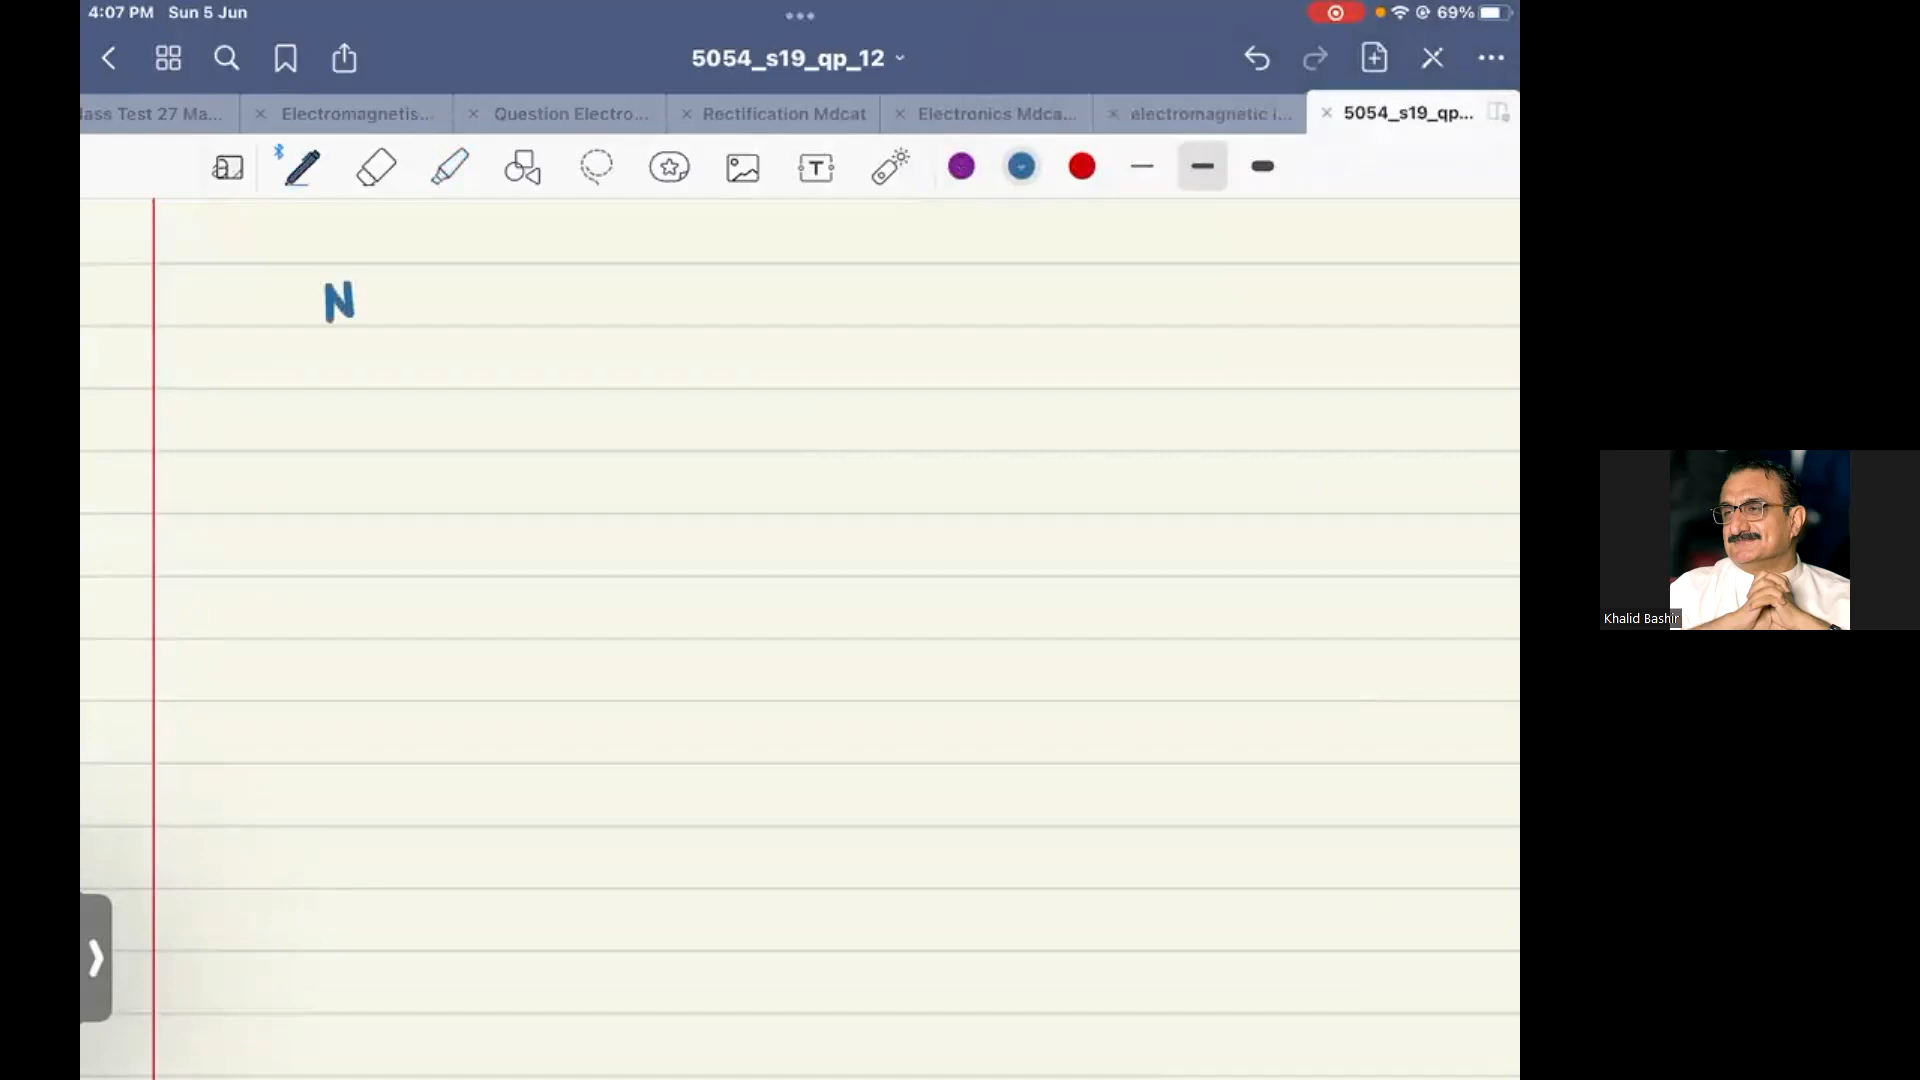 4:07 PM Sun 5 Jun
69%
5054_s19_qp_12
lass Test 27 Ma...
Electromagnetis...
Question Electro...
Rectification Mdcat
Electronics Mdca...
electromagnetic i...
5054_s19_qp...
T
N
Khalid Bashir